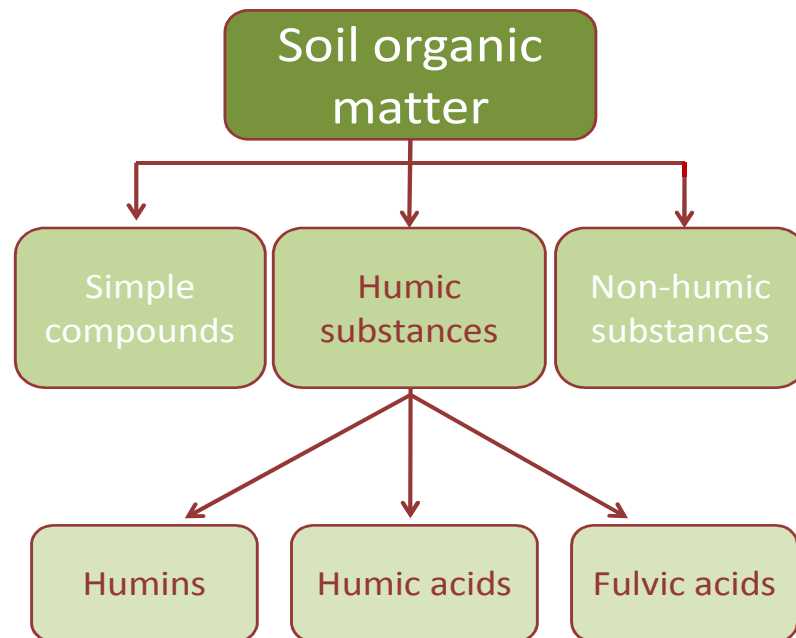 Soil organic
matter
Simple
compounds
Humic
substances
Non-humic
substances
Humins
Humic acids
Fulvic acids